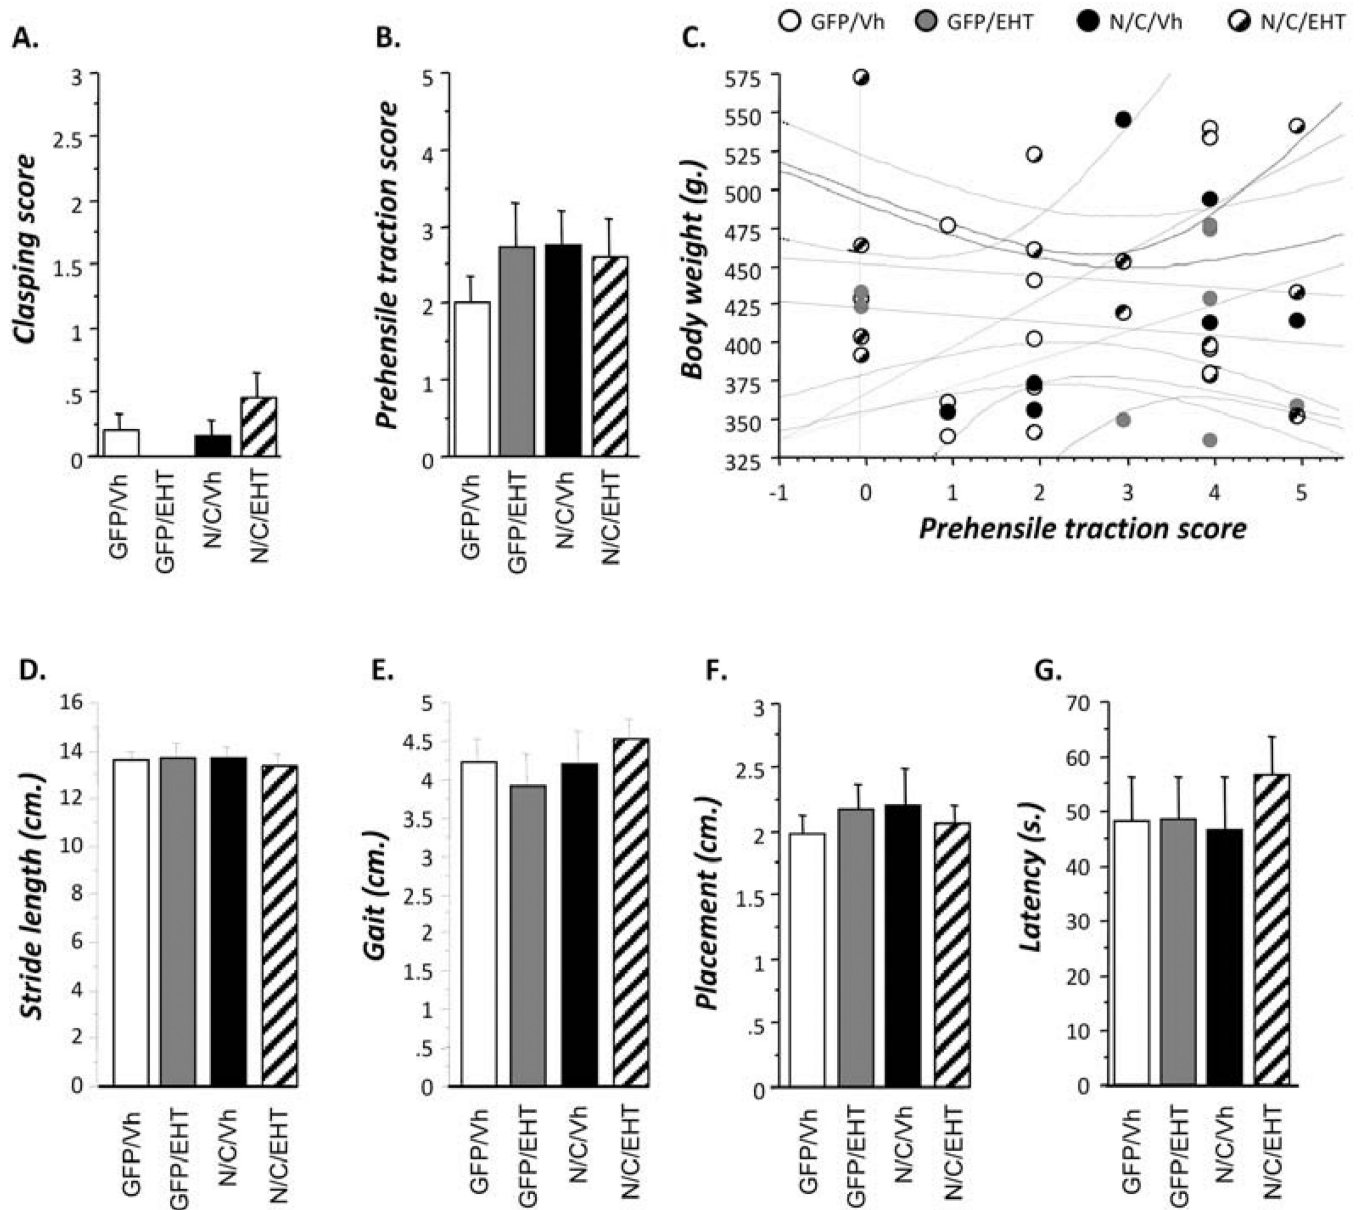 GFP/Vh GFP/EHT N/C/Vh N/C/EHT
A.
Clasping score
3
2.5
2
1.5
1
.5
0
GFP/Vh
GFP/EHT
N/C/Vh
N/C/EHT
B.
Prehensile traction score
5
4
3
2
1
0
GFP/Vh
GFP/EHT
N/C/Vh
N/C/EHT
C.
Body weight (g.)
575
550
525
500
475
450
425
400
375
350
325
-1 0 1 2 3 4 5
Prehensile traction score
D.
Stride length (cm.)
16
14
12
10
8
6
4
2
0
GFP/Vh
GFP/EHT
N/C/Vh
N/C/EHT
E.
Gait (cm.)
5
4.5
4
3.5
3
2.5
2
1.5
1
.5
0
GFP/Vh
GFP/EHT
N/C/Vh
N/C/EHT
F.
Placement (cm.)
3
2.5
2
1.5
1
.5
0
GFP/Vh
GFP/EHT
N/C/Vh
N/C/EHT
G.
Latency (s.)
70
60
50
40
30
20
10
0
GFP/Vh
GFP/EHT
N/C/Vh
N/C/EHT